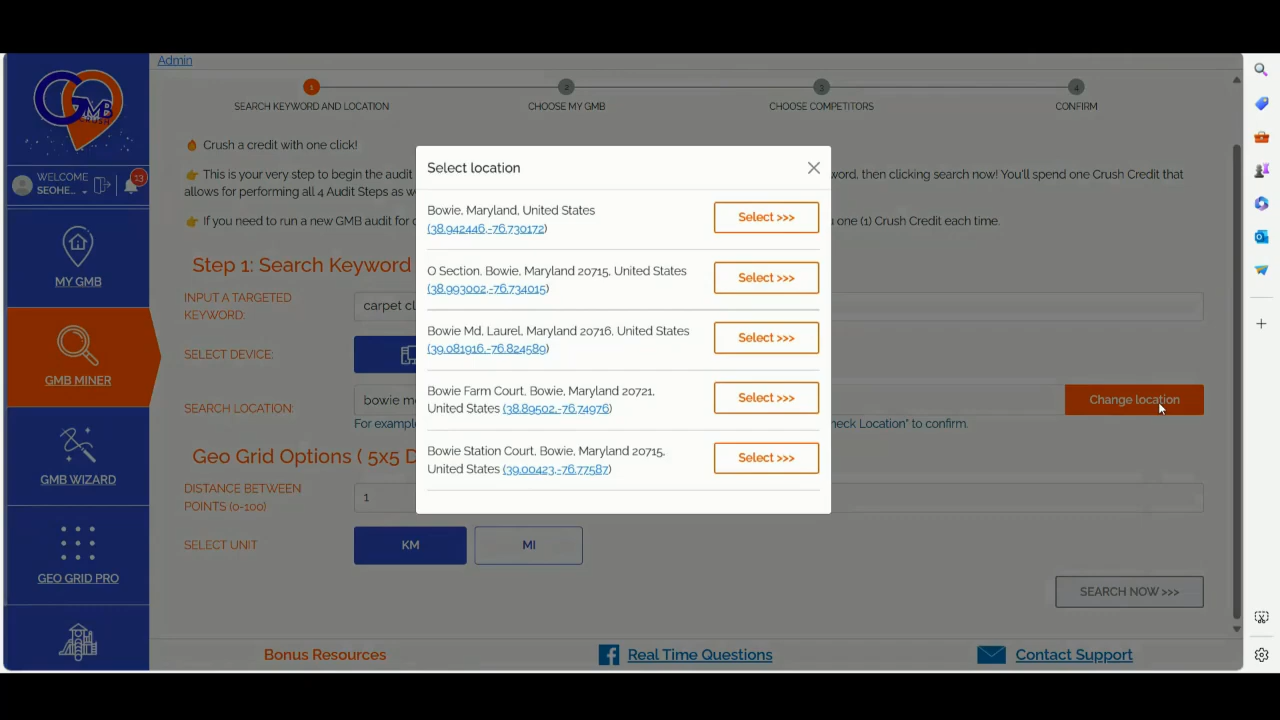 Admin
1
2
3
4
SEARCH KEYWORD AND LOCATION
CHOOSE MY GMB
CHOOSE COMPETITORS
CONFIRM
GMB
CRUSH
WELCOME
SEOHE...
13
MY GMB
GMB MINER
GMB WIZARD
GEO GRID PRO
Crush a credit with one click!
This is your very step to begin the audit
word, then clicking search now! You'll spend one Crush Credit that
allows for performing all 4 Audit Steps as w
If you need to run a new GMB audit for
one (1) Crush Credit each time.
Step 1: Search Keyword
INPUT A TARGETED
KEYWORD:
carpet cl
SELECT DEVICE:
SEARCH LOCATION:
bowie m
Change location
For exampl
heck Location" to confirm.
Geo Grid Options ( 5x5 D
DISTANCE BETWEEN
POINTS (0-100)
1
SELECT UNIT
KM
MI
SEARCH NOW >>>
Select location
Bowie, Maryland, United States
(38.942446,-76.730172)
Select >>>
O Section, Bowie, Maryland 20715, United States
(38.993002,-76.734015)
Select >>>
Bowie Md, Laurel, Maryland 20716, United States
(39.081916,-76.824589)
Select >>>
Bowie Farm Court, Bowie, Maryland 20721,
United States (38.89502,-76.74976)
Select >>>
Bowie Station Court, Bowie, Maryland 20715,
United States (39.00423,-76.77587)
Select >>>
Bonus Resources
Real Time Questions
Contact Support